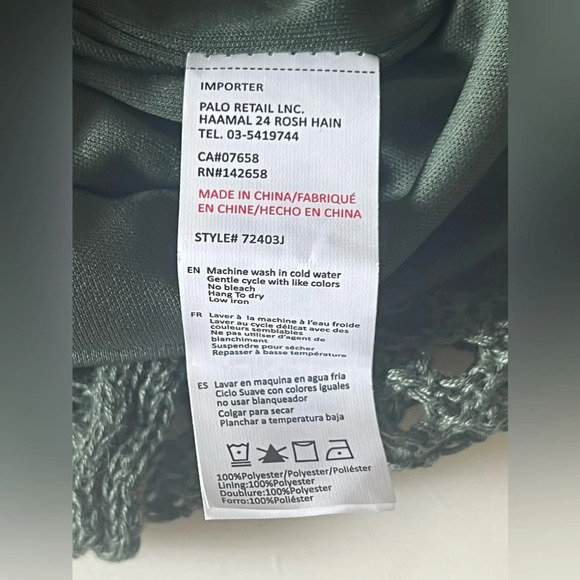 IMPORTER
PALO RETAIL LNC.
HAAMAL 24 ROSH HAIN
TEL. 03-5419744
CA#07658
RN#142658
MADE IN CHINA/FABRIQUÉ
EN CHINE/HECHO EN CHINA
STYLE# 72403J
EN Machine wash in cold water
Gentle cycle with like colors
No bleach
Hang To dry
Low iron
FR Laver à la machine à l'eau froide
Laver au cycle délicat avec des
couleurs semblables
Ne pas utiliser d'agent de
blanchiment
Suspendre pour sécher
Repasser à basse température
ES Lavar en maquina en agua fria
Ciclo Suave con colores iguales
no usar blanqueador
Colgar para secar
Planchar a temperatura baja
100%Polyester/Polyester/Poliéster
Lining:100%Polyester
Doublure:100%Polyester
Forro:100%Poliéster